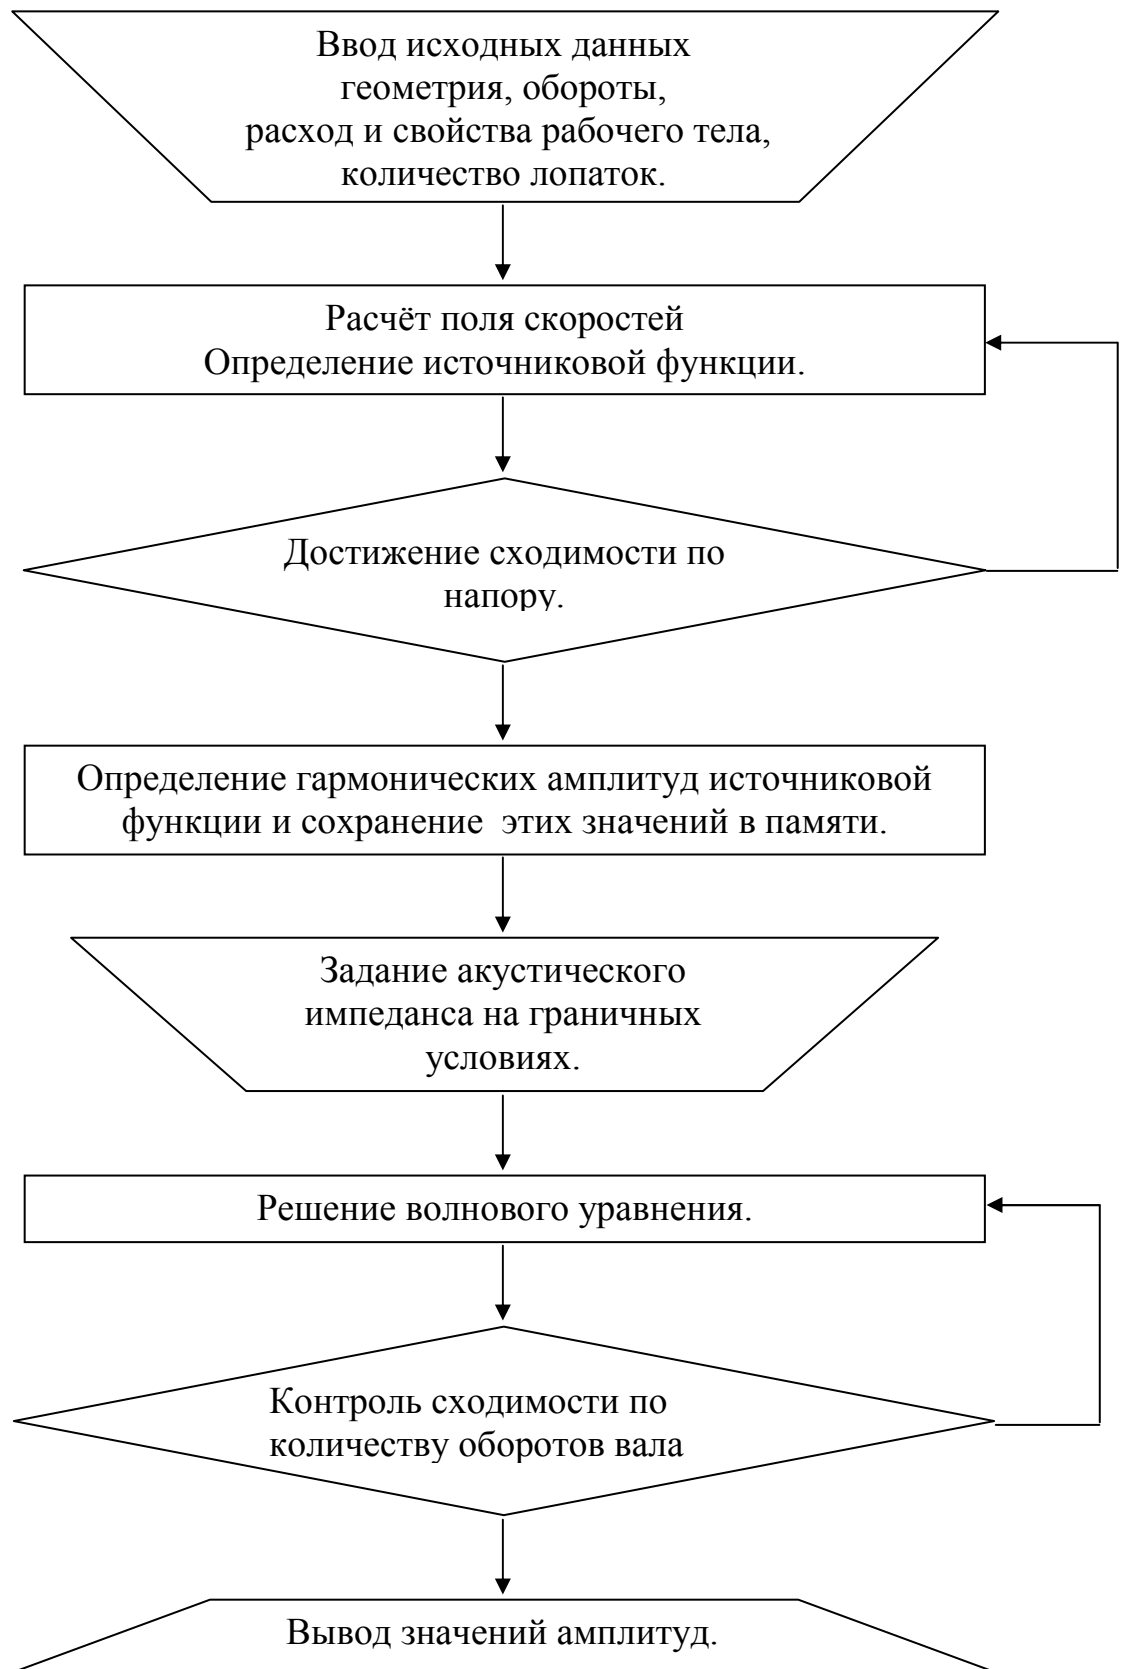 Ввод исходных данных
геометрия, обороты,
расход и свойства рабочего тела,
количество лопаток.
Расчёт поля скоростей
Определение источниковой функции.
Достижение сходимости по
напору.
Определение гармонических амплитуд источниковой
функции и сохранение этих значений в памяти.
Задание акустического
импеданса на граничных
условиях.
Решение волнового уравнения.
Контроль сходимости по
количеству оборотов вала
Вывод значений амплитуд.